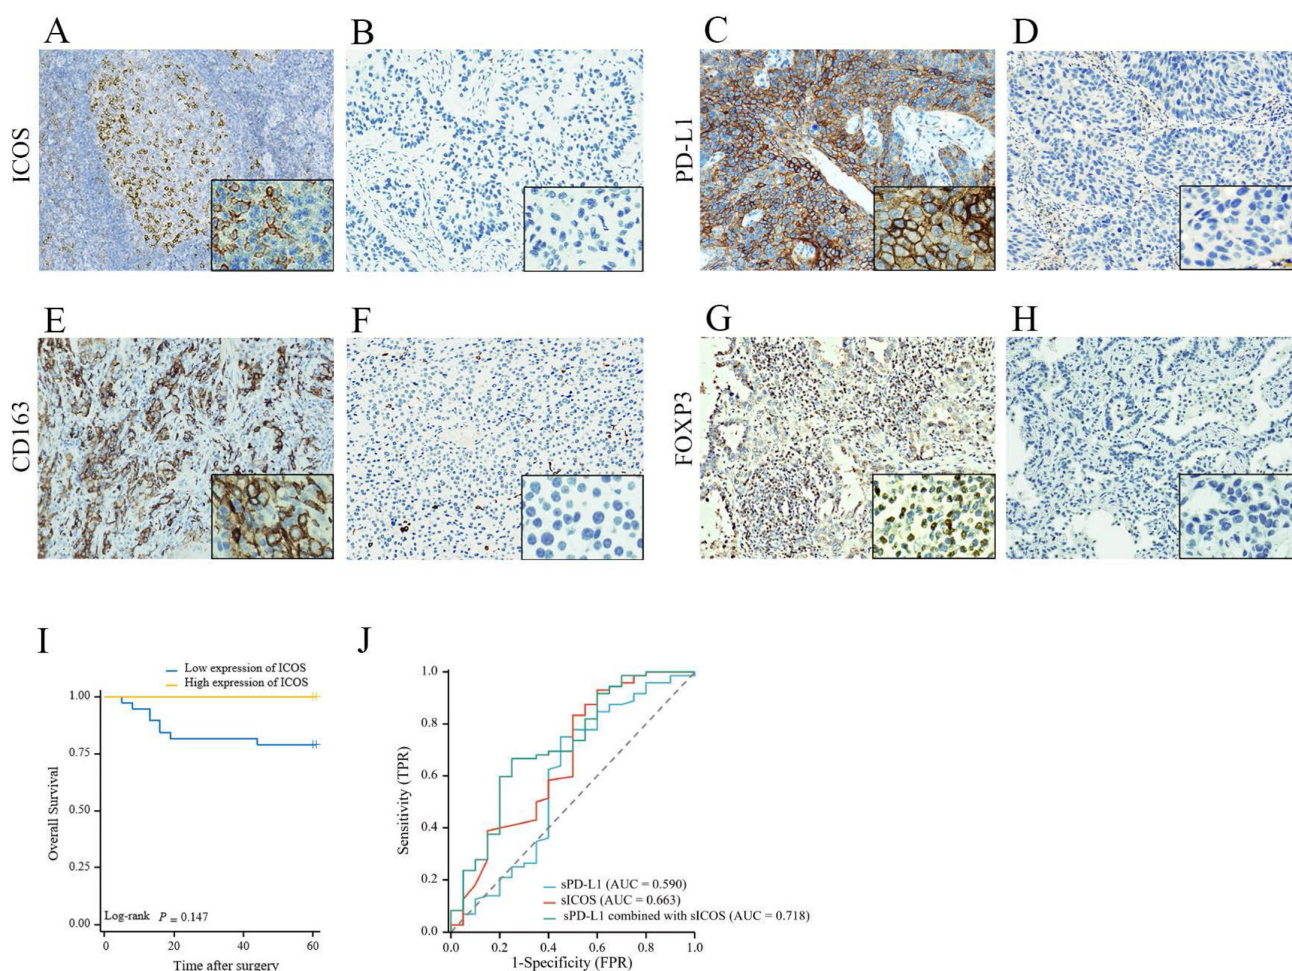 A
B
C
D
ICOS
PD-L1
E
F
G
H
CD163
FOXP3
I
J
Low expression of ICOS
High expression of ICOS
1.00
0.75
0.50
0.25
0.00
Overall Survival
Log-rank P = 0.147
0 20 40 60
Time after surgery
1.0
0.8
0.6
0.4
0.2
0.0
Sensitivity (TPR)
sPD-L1 (AUC = 0.590)
sICOS (AUC = 0.663)
sPD-L1 combined with sICOS (AUC = 0.718)
0.0 0.2 0.4 0.6 0.8 1.0
1-Specificity (FPR)